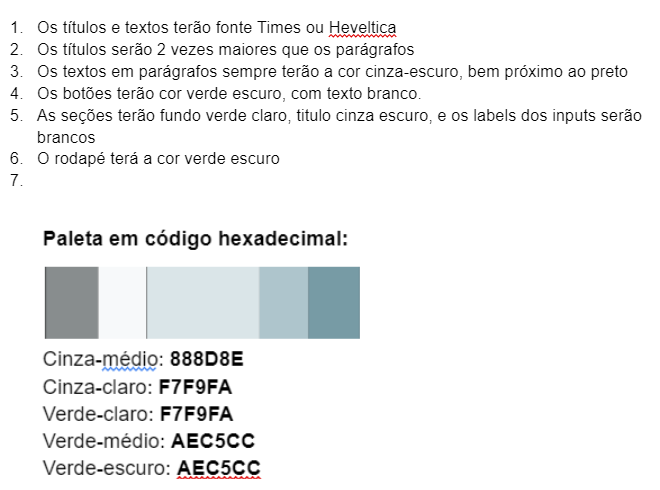 1. Os títulos e textos terão fonte Times ou Heveltica
2. Os títulos serão 2 vezes maiores que os parágrafos
3. Os textos em parágrafos sempre terão a cor cinza-escuro, bem próximo ao preto
4. Os botões terão cor verde escuro, com texto branco.
5. As seções terão fundo verde claro, titulo cinza escuro, e os labels dos inputs serão
brancos
6. O rodapé terá a cor verde escuro
7.
Paleta em código hexadecimal:
Cinza-médio: 888D8E
Cinza-claro: F7F9FA
Verde-claro: F7F9FA
Verde-médio: AEC5CC
Verde-escuro: AEC5CC